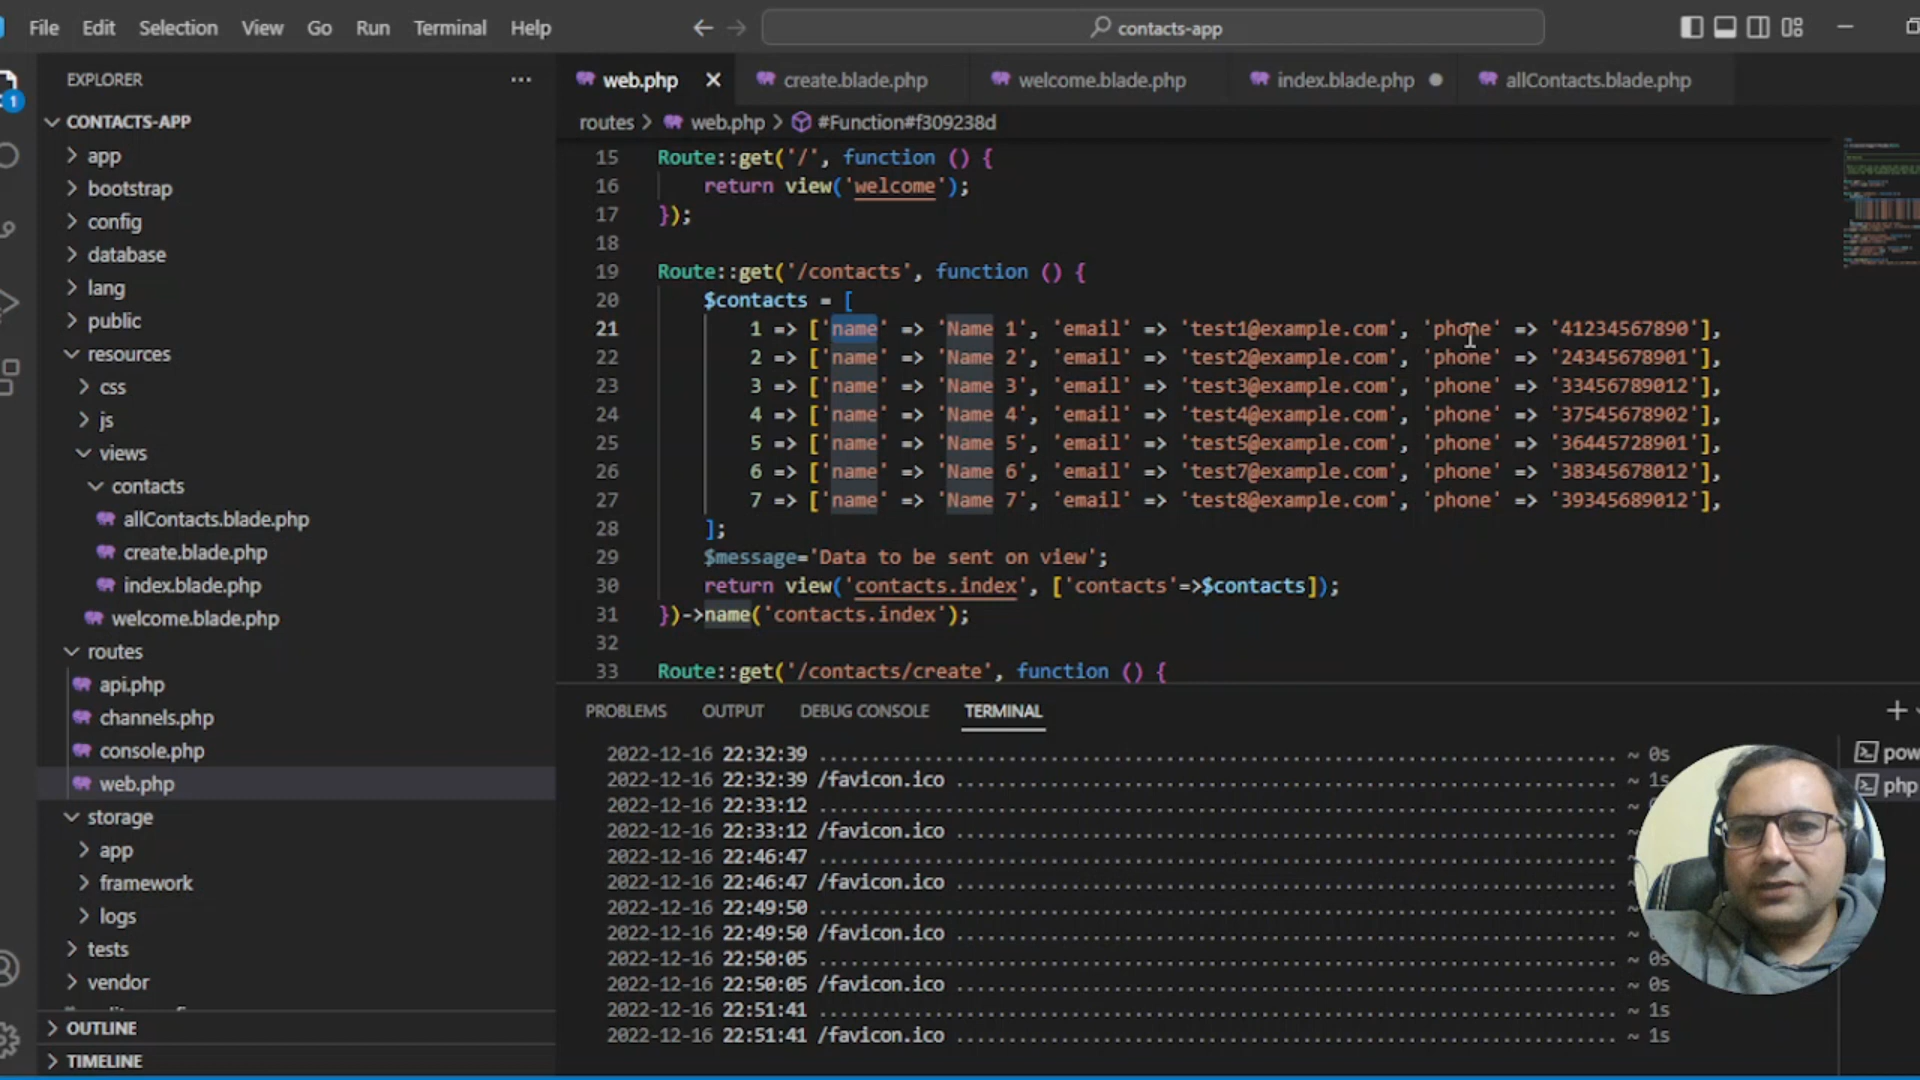 File Edit Selection View Go Run Terminal Help
contacts-app
1
EXPLORER
CONTACTS-APP
app
bootstrap
config
database
lang
public
resources
css
js
views
contacts
allContacts.blade.php
create.blade.php
index.blade.php
welcome.blade.php
routes
api.php
channels.php
console.php
web.php
storage
app
framework
logs
tests
vendor
OUTLINE
TIMELINE
web.php create.blade.php welcome.blade.php index.blade.php allContacts.blade.php
routes > web.php > #Function#f309238d
15 Route::get('/', function () {
16 return view('welcome');
17 });
18
19 Route::get('/contacts', function () {
20 $contacts = [
21 1 => ['name' => 'Name 1', 'email' => 'test1@example.com', 'phone' => '41234567890'],
22 2 => ['name' => 'Name 2', 'email' => 'test2@example.com', 'phone' => '24345678901'],
23 3 => ['name' => 'Name 3', 'email' => 'test3@example.com', 'phone' => '33456789012'],
24 4 => ['name' => 'Name 4', 'email' => 'test4@example.com', 'phone' => '37545678902'],
25 5 => ['name' => 'Name 5', 'email' => 'test5@example.com', 'phone' => '36445728901'],
26 6 => ['name' => 'Name 6', 'email' => 'test7@example.com', 'phone' => '38345678012'],
27 7 => ['name' => 'Name 7', 'email' => 'test8@example.com', 'phone' => '39345689012'],
28 ];
29 $message='Data to be sent on view';
30 return view('contacts.index', ['contacts'=>$contacts]);
31 })->name('contacts.index');
32
33 Route::get('/contacts/create', function () {
PROBLEMS OUTPUT DEBUG CONSOLE TERMINAL
2022-12-16 22:32:39 ........ ~ 0s
2022-12-16 22:32:39 /favicon.ico ........ ~ 1s
2022-12-16 22:33:12 ........ ~
2022-12-16 22:33:12 /favicon.ico ........ ~
2022-12-16 22:46:47 ........
2022-12-16 22:46:47 /favicon.ico ........
2022-12-16 22:49:50 ........
2022-12-16 22:49:50 /favicon.ico ........ ~
2022-12-16 22:50:05 ........ ~ 0s
2022-12-16 22:50:05 /favicon.ico ........ ~ 0s
2022-12-16 22:51:41 ........ ~ 1s
2022-12-16 22:51:41 /favicon.ico ........ ~ 1s
pow
php